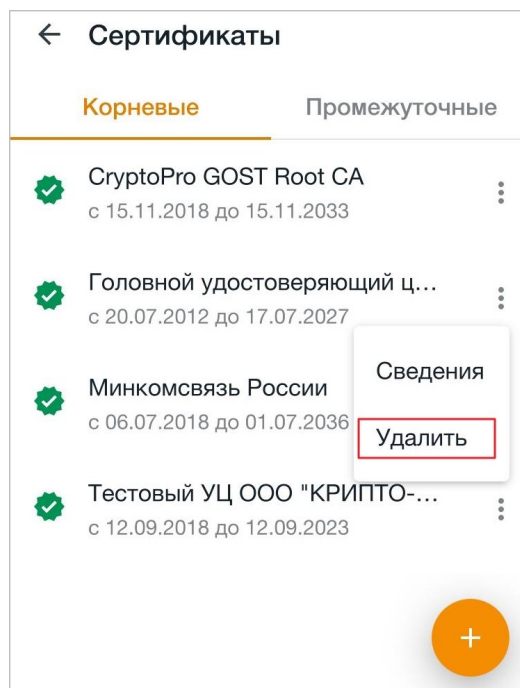 Сертификаты
Корневые
Промежуточные
CryptoPro GOST Root CA
с 15.11.2018 до 15.11.2033
Головной удостоверяющий ц...
с 20.07.2012 до 17.07.2027
Сведения
Минкомсвязь России
с 06.07.2018 до 01.07.2036
Удалить
Тестовый УЦ ООО "КРИПТО-...
с 12.09.2018 до 12.09.2023